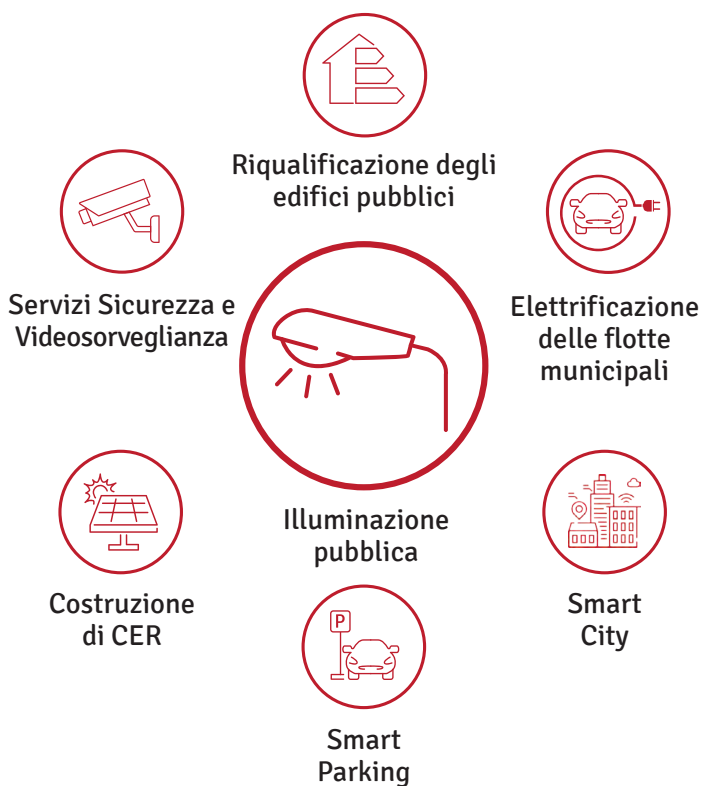 Riqualificazione degli
edifici pubblici
Servizi Sicurezza e
Videosorveglianza
Elettrificazione
delle flotte
municipali
Illuminazione
pubblica
Costruzione
di CER
Smart
City
P
Smart
Parking